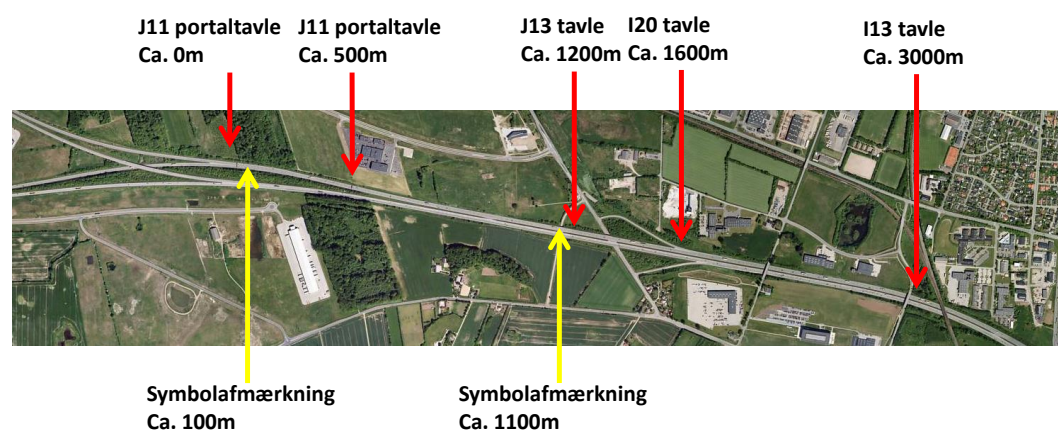 J11 portaltavle
Ca. 0m
J11 portaltavle
Ca. 500m
J13 tavle
Ca. 1200m
I20 tavle
Ca. 1600m
I13 tavle
Ca. 3000m
Symbolafmærkning
Ca. 100m
Symbolafmærkning
Ca. 1100m